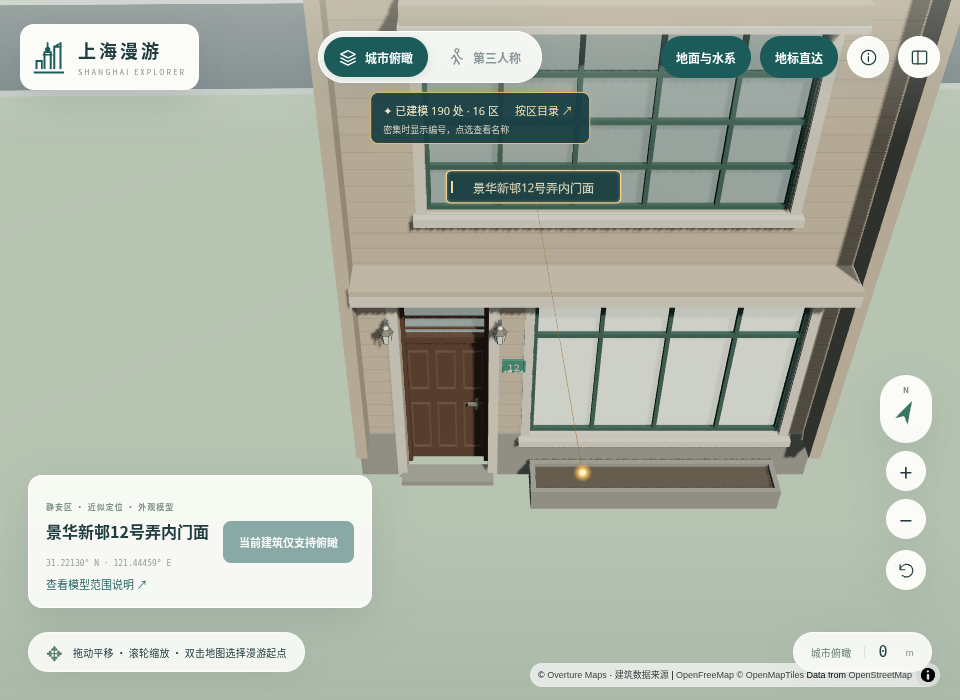 上海漫游
SHANGHAI EXPLORER
城市俯瞰
第三人称
地面与水系
地标直达
✦ 已建模 190 处 · 16 区 按区目录 ↗
密集时显示编号，点选查看名称
景华新邨12号弄内门面
12
N
静安区 · 近似定位 · 外观模型
景华新邨12号弄内门面
当前建筑仅支持俯瞰
31.22130° N · 121.44459° E
查看模型范围说明 ↗
拖动平移 · 滚轮缩放 · 双击地图选择漫游起点
城市俯瞰 0 m
© Overture Maps · 建筑数据来源 | OpenFreeMap © OpenMapTiles Data from OpenStreetMap